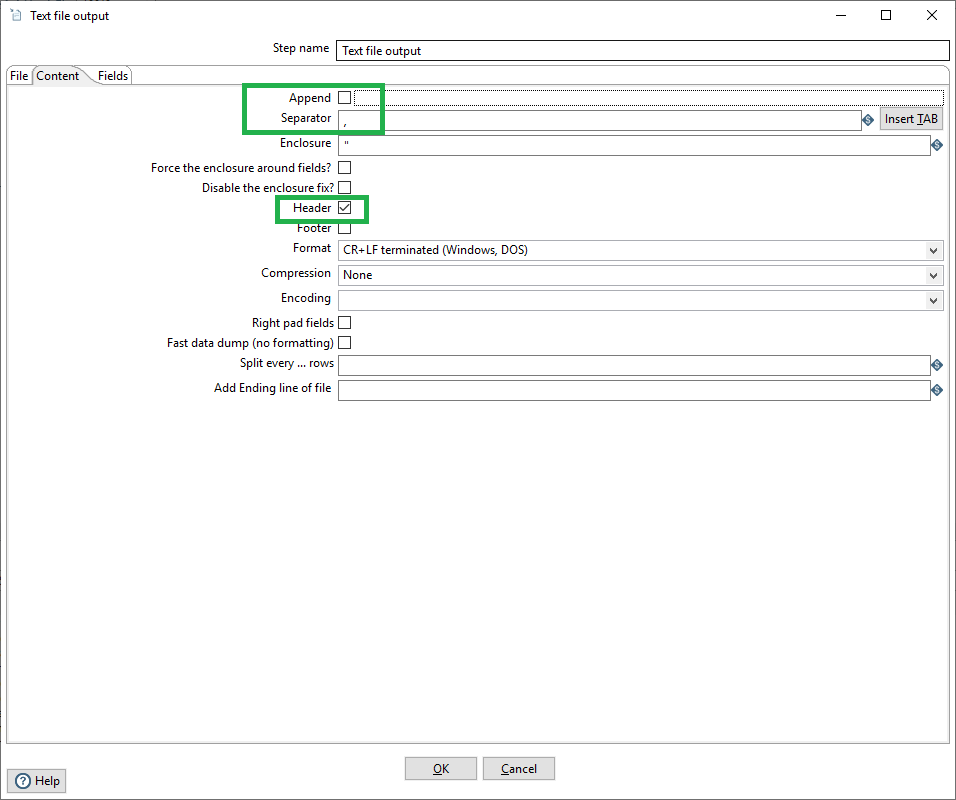 Text file output
Step name Text file output
File Content Fields
Append
Separator , Insert TAB
Enclosure "
Force the enclosure around fields?
Disable the enclosure fix?
Header
Footer
Format CR+LF terminated (Windows, DOS)
Compression None
Encoding
Right pad fields
Fast data dump (no formatting)
Split every ... rows
Add Ending line of file
OK Cancel
Help